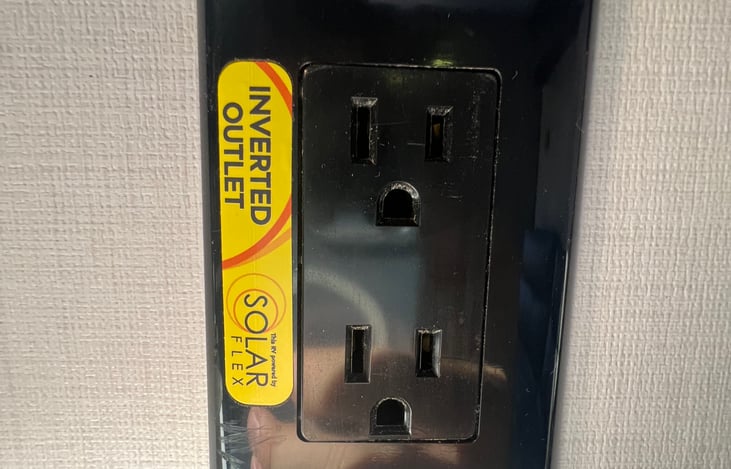 INVERTED
OUTLET
This RV powered by
SOLAR
FLEX